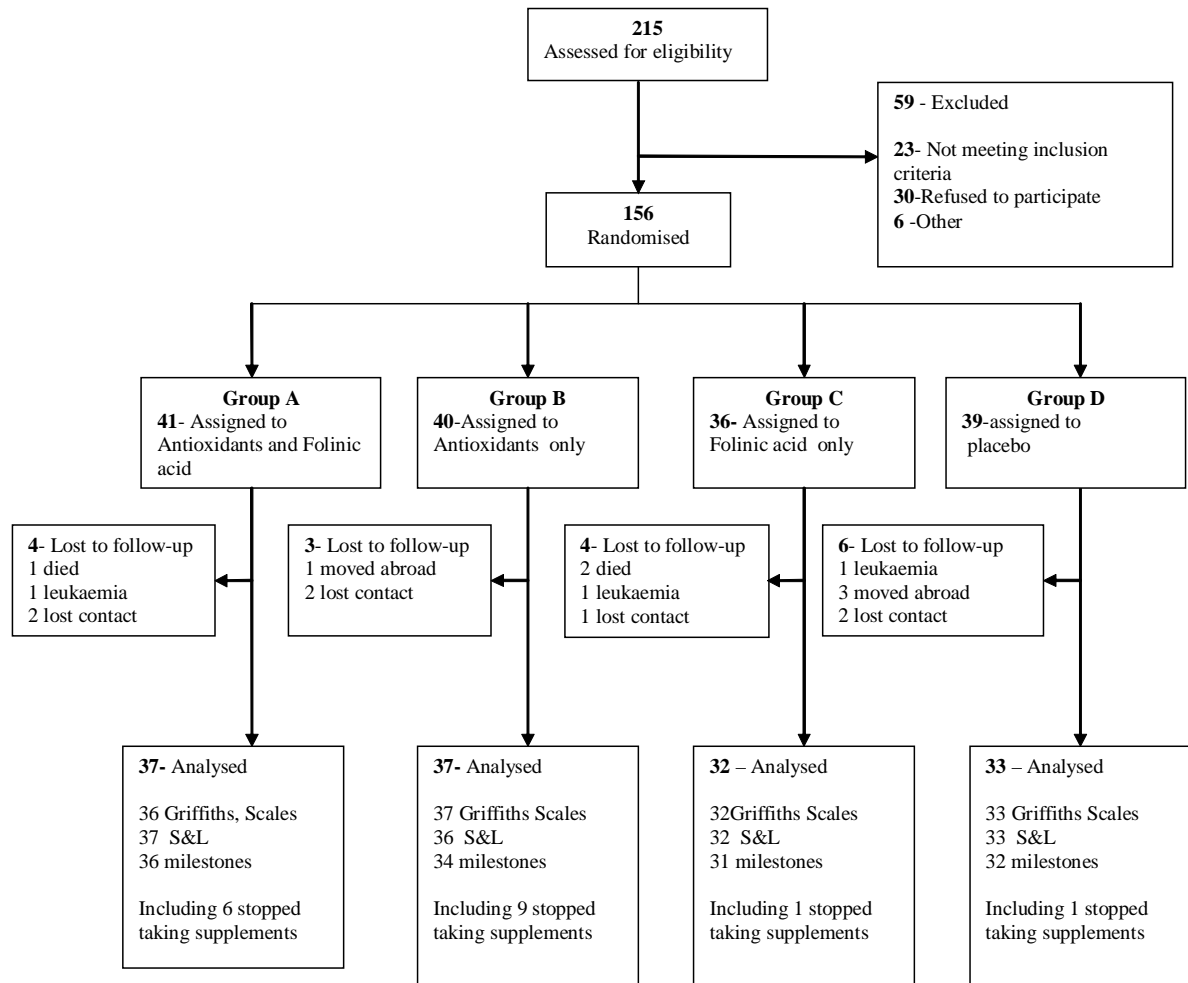 215
Assessed for eligibility
59 - Excluded
23- Not meeting inclusion
criteria
30-Refused to participate
6 -Other
156
Randomised
Group A
41- Assigned to
Antioxidants and Folinic
acid
Group B
40-Assigned to
Antioxidants only
Group C
36- Assigned to
Folinic acid only
Group D
39-assigned to
placebo
4- Lost to follow-up
1 died
1 leukaemia
2 lost contact
3- Lost to follow-up
1 moved abroad
2 lost contact
4- Lost to follow-up
2 died
1 leukaemia
1 lost contact
6- Lost to follow-up
1 leukaemia
3 moved abroad
2 lost contact
37- Analysed
36 Griffiths, Scales
37 S&L
36 milestones
Including 6 stopped
taking supplements
37- Analysed
37 Griffiths Scales
36 S&L
34 milestones
Including 9 stopped
taking supplements
32 – Analysed
32Griffiths Scales
32 S&L
31 milestones
Including 1 stopped
taking supplements
33 – Analysed
33 Griffiths Scales
33 S&L
32 milestones
Including 1 stopped
taking supplements